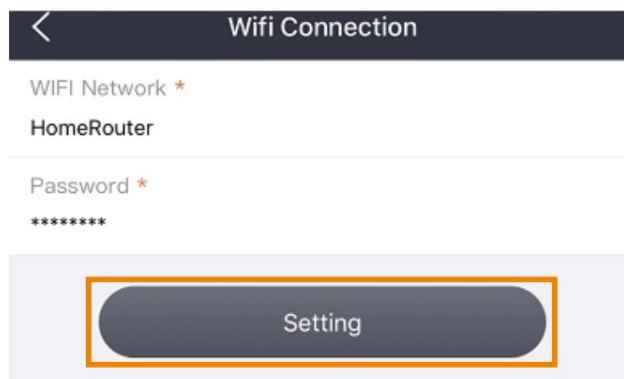 Wifi Connection
WIFI Network *
HomeRouter
Password *
********
Setting